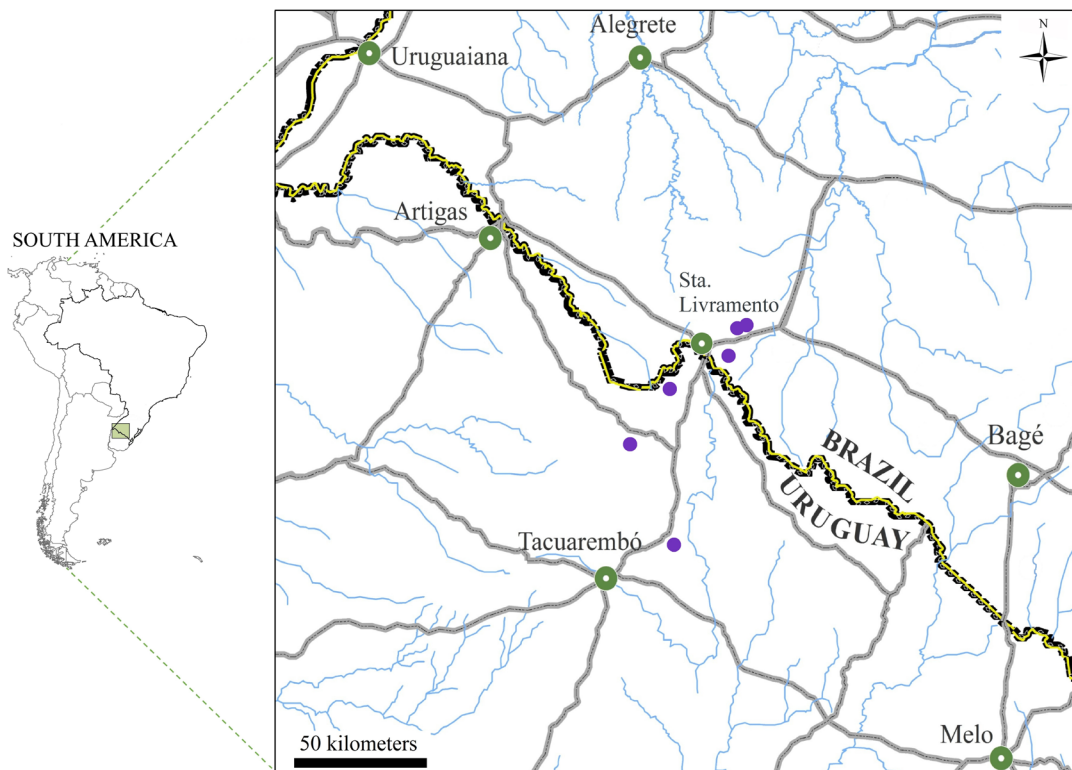 Alegrete
N
Uruguaiana
Artigas
SOUTH AMERICA
Sta.
Livramento
BRAZIL
Bagé
URUGUAY
Tacuarembó
Melo
50 kilometers